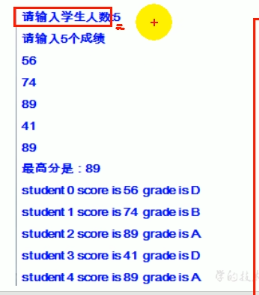 请输入学生人数:5
请输入5个成绩
56
74
89
41
89
最高分是：89
student 0 score is 56 grade is D
student 1 score is 74 grade is B
student 2 score is 89 grade is A
student 3 score is 41 grade is D
student 4 score is 89 grade is A